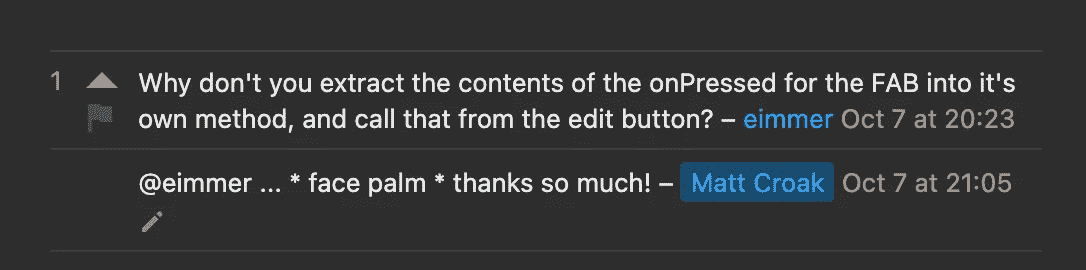 1 Why don't you extract the contents of the onPressed for the FAB into it's
own method, and call that from the edit button? – eimmer Oct 7 at 20:23
@eimmer ... * face palm * thanks so much! – Matt Croak Oct 7 at 21:05